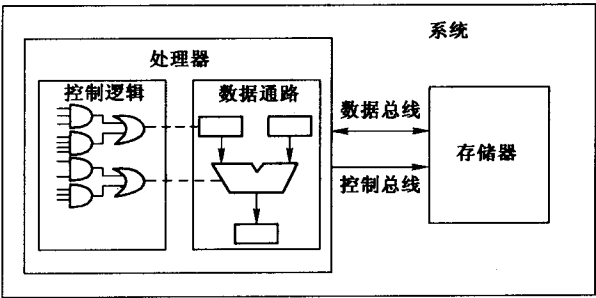 系统
处理器
控制逻辑
数据通路
数据总线
控制总线
存储器